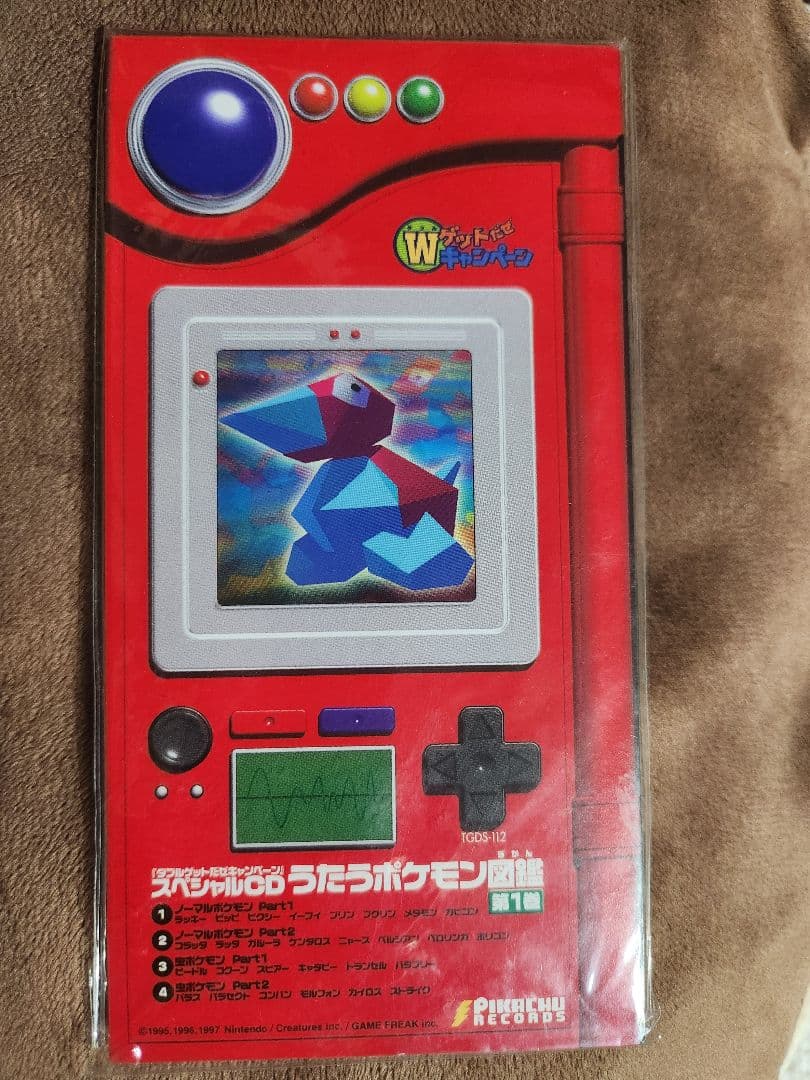 ダブル
W ゲットだぜ
キャンペーン
TGDS-112
「ダブルゲットだぜキャンペーン」
スペシャルCD うたうポケモン図鑑
ずかん
第1巻
1 ノーマルポケモン Part1
ラッキー ピッピ ピクシー イーブイ プリン プクリン メタモン カビゴン
2 ノーマルポケモン Part2
コラッタ ラッタ ガルーラ ケンタロス ニャース ペルシアン ベロリンガ ポリゴン
3 虫ポケモン Part1
ビードル コクーン スピアー キャタピー トランセル バタフリー
4 虫ポケモン Part2
パラス パラセクト コンパン モルフォン カイロス ストライク
PIKACHU
RECORDS
©1995,1996,1997 Nintendo / Creatures inc. / GAME FREAK inc.